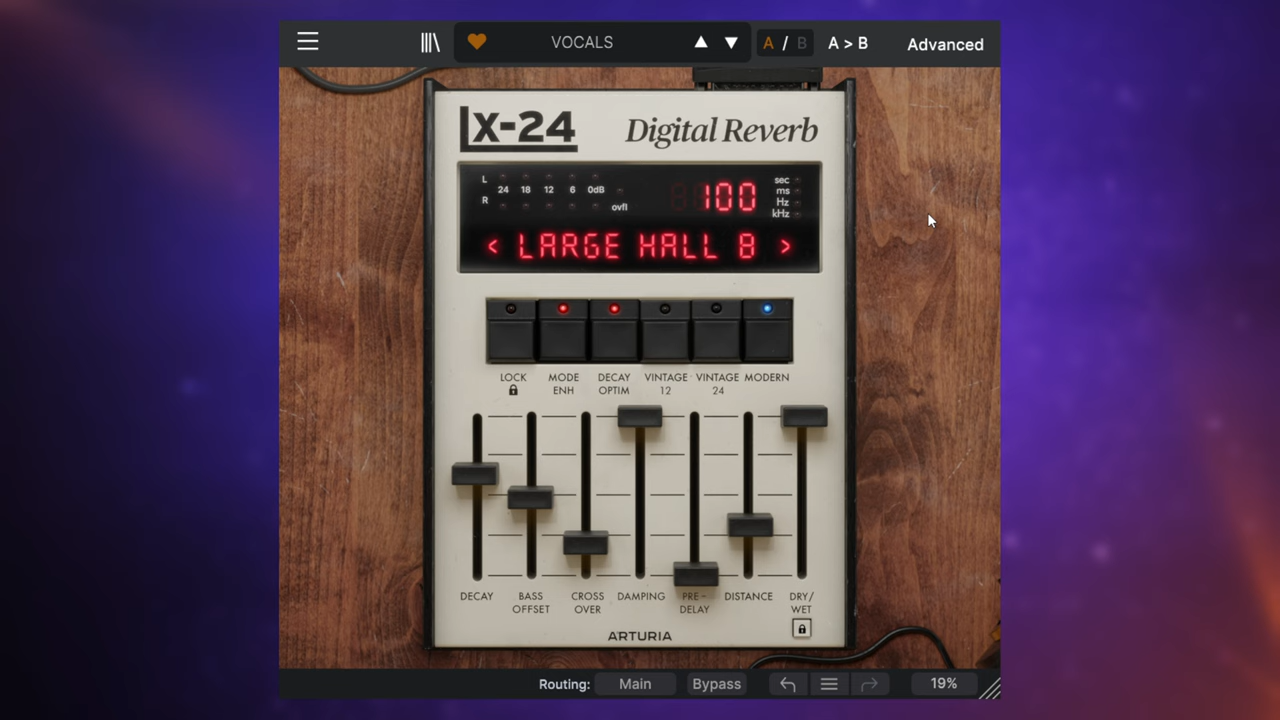 VOCALS A / B A > B Advanced
Lx-24 Digital Reverb
L 24 18 12 6 0dB
R ovfl
100
sec
ms
Hz
kHz
< LARGE HALL B >
LOCK
MODE ENH
DECAY OPTIM
VINTAGE 12
VINTAGE 24
MODERN
DECAY
BASS OFFSET
CROSS OVER
DAMPING
PRE-DELAY
DISTANCE
DRY/WET
ARTURIA
Routing: Main Bypass 19%